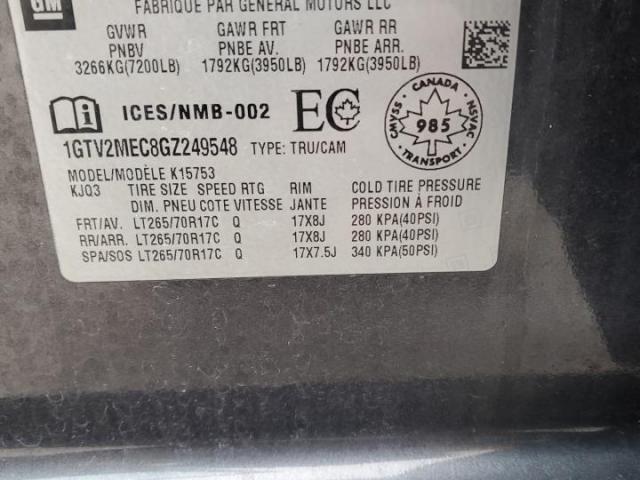 GM
FABRIQUÉ PAR GENERAL MOTORS LLC
GVWR GAWR FRT GAWR RR
PNBV PNBE AV. PNBE ARR.
3266KG(7200LB) 1792KG(3950LB) 1792KG(3950LB)
ICES/NMB-002 EC CANADA CMVSS NSVAC 985 TRANSPORT
1GTV2MEC8GZ249548 TYPE: TRU/CAM
MODEL/MODÈLE K15753
KJQ3 TIRE SIZE SPEED RTG RIM COLD TIRE PRESSURE
DIM. PNEU COTE VITESSE JANTE PRESSION À FROID
FRT/AV. LT265/70R17C Q 17X8J 280 KPA(40PSI)
RR/ARR. LT265/70R17C Q 17X8J 280 KPA(40PSI)
SPA/SOS LT265/70R17C Q 17X7.5J 340 KPA(50PSI)